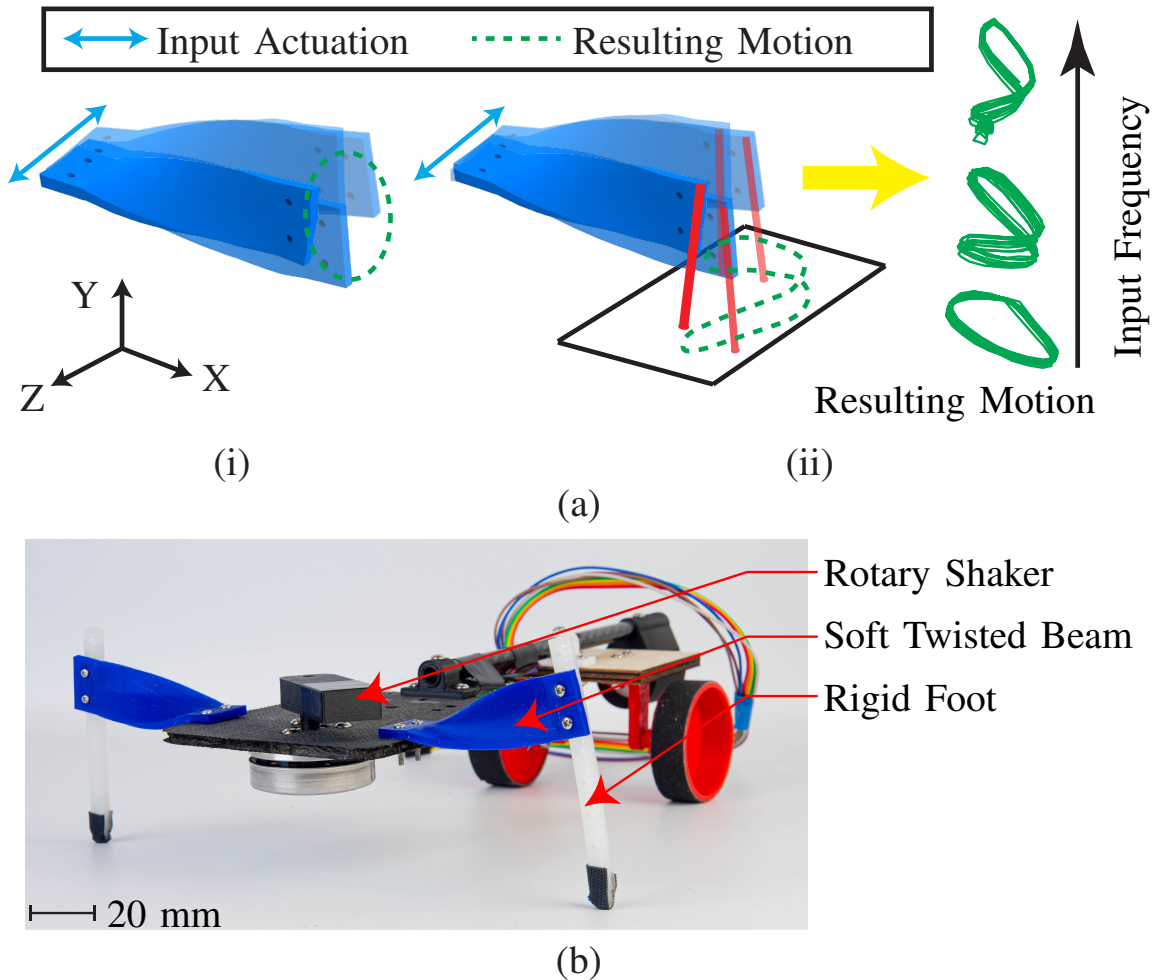 Input Actuation
Resulting Motion
Input Frequency
Y
Z
X
Resulting Motion
(i)
(ii)
(a)
Rotary Shaker
Soft Twisted Beam
Rigid Foot
20 mm
(b)